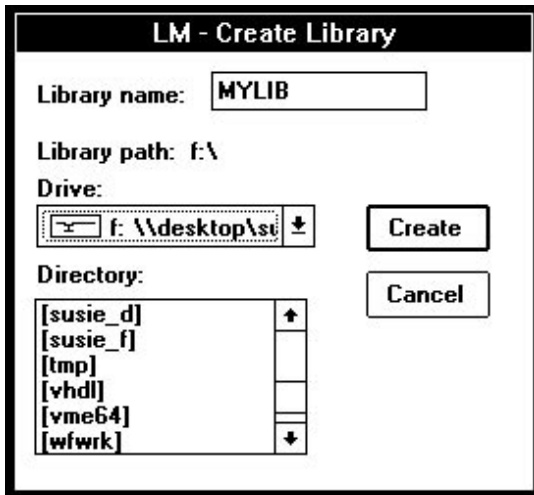 LM - Create Library
Library name: MYLIB
Library path: f:\
Drive:
f: \\desktop\su
Create
Directory:
Cancel
[susie_d]
[susie_f]
[tmp]
[vhdl]
[vme64]
[wfwrk]